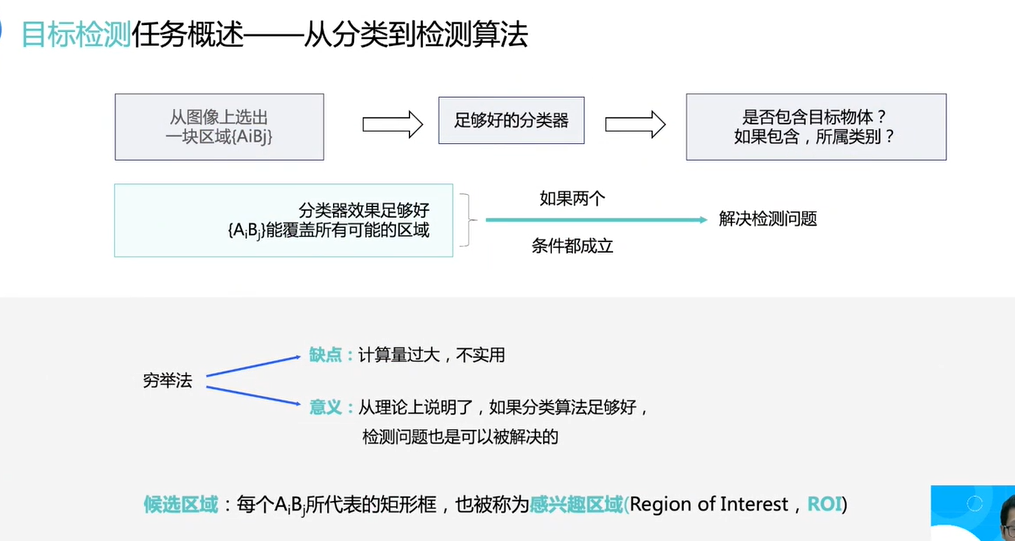 目标检测任务概述——从分类到检测算法
从图像上选出
一块区域{AiBj}
足够好的分类器
是否包含目标物体？
如果包含，所属类别？
分类器效果足够好
{AiBj}能覆盖所有可能的区域
如果两个
条件都成立
解决检测问题
穷举法
缺点：计算量过大，不实用
意义：从理论上说明了，如果分类算法足够好，
检测问题也是可以被解决的
候选区域：每个AiBj所代表的矩形框，也被称为感兴趣区域(Region of Interest，ROI)